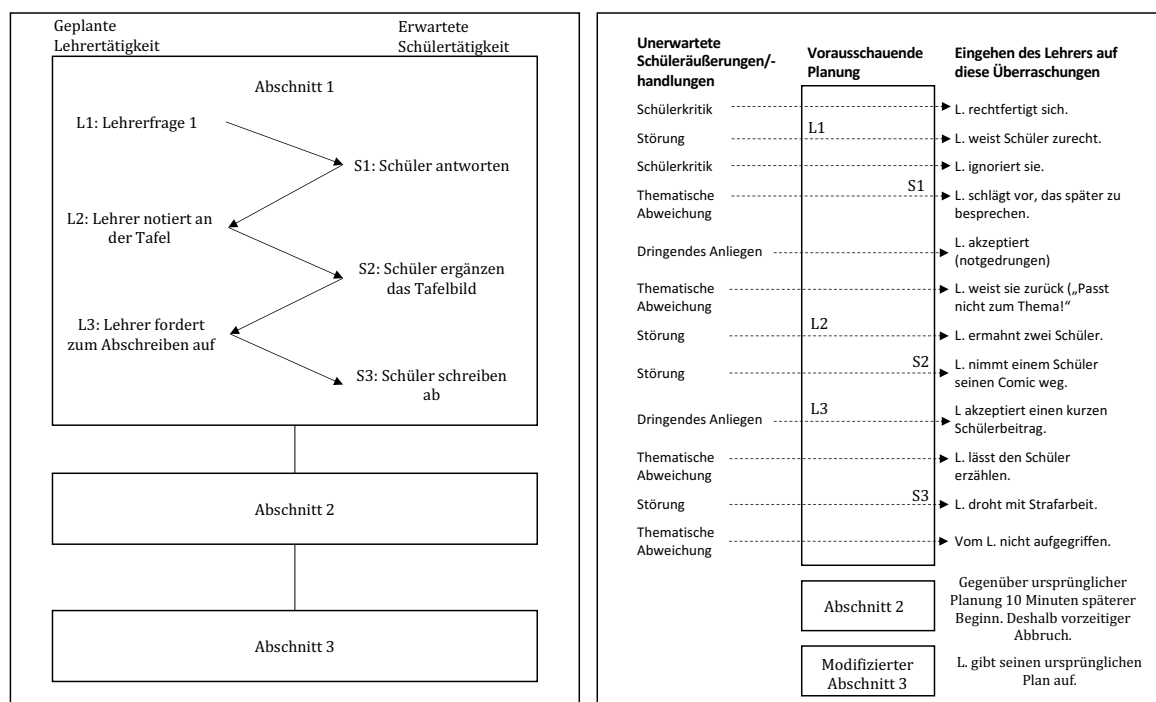 Geplante
Lehrertätigkeit
Erwartete
Schülertätigkeit
Abschnitt 1
L1: Lehrerfrage 1
S1: Schüler antworten
L2: Lehrer notiert an
der Tafel
S2: Schüler ergänzen
das Tafelbild
L3: Lehrer fordert
zum Abschreiben auf
S3: Schüler schreiben
ab
Abschnitt 2
Abschnitt 3
Unerwartete
Schüleräußerungen/-
handlungen
Vorausschauende
Planung
Eingehen des Lehrers auf
diese Überraschungen
Schülerkritik
L. rechtfertigt sich.
L1
Störung
L. weist Schüler zurecht.
Schülerkritik
L. ignoriert sie.
S1
Thematische
Abweichung
L. schlägt vor, das später zu
besprechen.
Dringendes Anliegen
L. akzeptiert
(notgedrungen)
Thematische
Abweichung
L. weist sie zurück („Passt
nicht zum Thema!“
L2
Störung
L. ermahnt zwei Schüler.
S2
Störung
L. nimmt einem Schüler
seinen Comic weg.
L3
Dringendes Anliegen
L akzeptiert einen kurzen
Schülerbeitrag.
Thematische
Abweichung
L. lässt den Schüler
erzählen.
S3
Störung
L. droht mit Strafarbeit.
Thematische
Abweichung
Vom L. nicht aufgegriffen.
Abschnitt 2
Gegenüber ursprünglicher
Planung 10 Minuten späterer
Beginn. Deshalb vorzeitiger
Abbruch.
Modifizierter
Abschnitt 3
L. gibt seinen ursprünglichen
Plan auf.